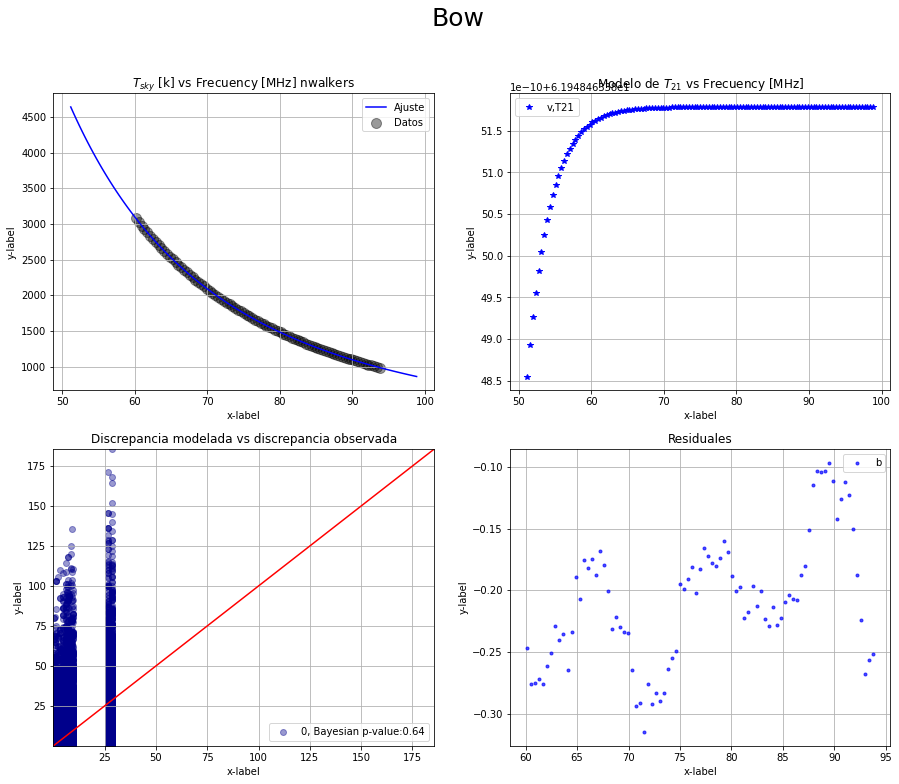 Bow
T_sky [k] vs Frecuency [MHz] nwalkers
4500
4000
3500
3000
2500
2000
1500
1000
50 60 70 80 90 100
x-label
y-label
Ajuste
Datos
1e−10+6.194846338e1
Modelo de T_21 vs Frecuency [MHz]
51.5
51.0
50.5
50.0
49.5
49.0
48.5
50 60 70 80 90 100
x-label
y-label
v,T21
Discrepancia modelada vs discrepancia observada
175
150
125
100
75
50
25
25 50 75 100 125 150 175
x-label
y-label
0, Bayesian p-value:0.64
Residuales
−0.10
−0.15
−0.20
−0.25
−0.30
60 65 70 75 80 85 90 95
x-label
y-label
b